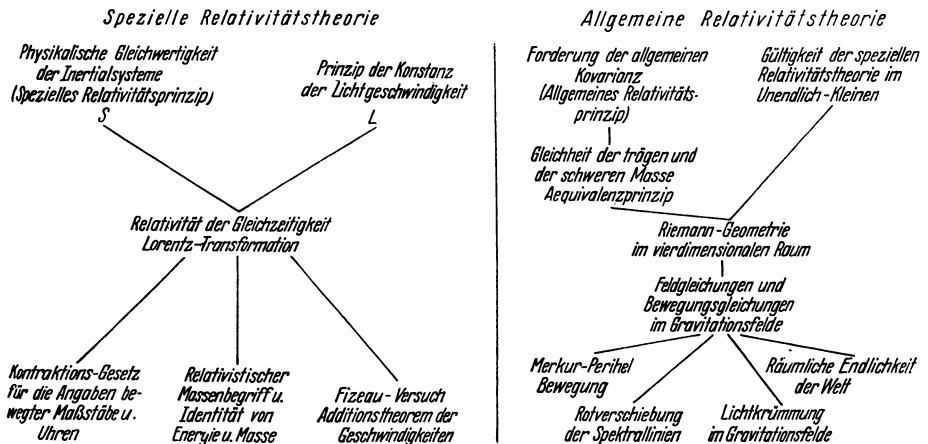 Spezielle Relativitätstheorie
Physikalische Gleichwertigkeit
der Inertialsysteme
(Spezielles Relativitätsprinzip)
S
Prinzip der Konstanz
der Lichtgeschwindigkeit
L
Relativität der Gleichzeitigkeit
Lorentz-Transformation
Kontraktions-Gesetz
für die Angaben be-
wegter Maßstäbe u.
Uhren
Relativistischer
Massenbegriff u.
Identität von
Energie u. Masse
Fizeau-Versuch
Additionstheorem der
Geschwindigkeiten
Allgemeine Relativitätstheorie
Forderung der allgemeinen
Kovarianz
(Allgemeines Relativitäts-
prinzip)
Gültigkeit der speziellen
Relativitätstheorie im
Unendlich-Kleinen
Gleichheit der trägen und
der schweren Masse
Aequivalenzprinzip
Riemann-Geometrie
im vierdimensionalen Raum
Feldgleichungen und
Bewegungsgleichungen
im Gravitationsfelde
Merkur-Perihel
Bewegung
Räumliche Endlichkeit
der Welt
Rotverschiebung
der Spektrallinien
Lichtkrümmung
im Gravitationsfelde